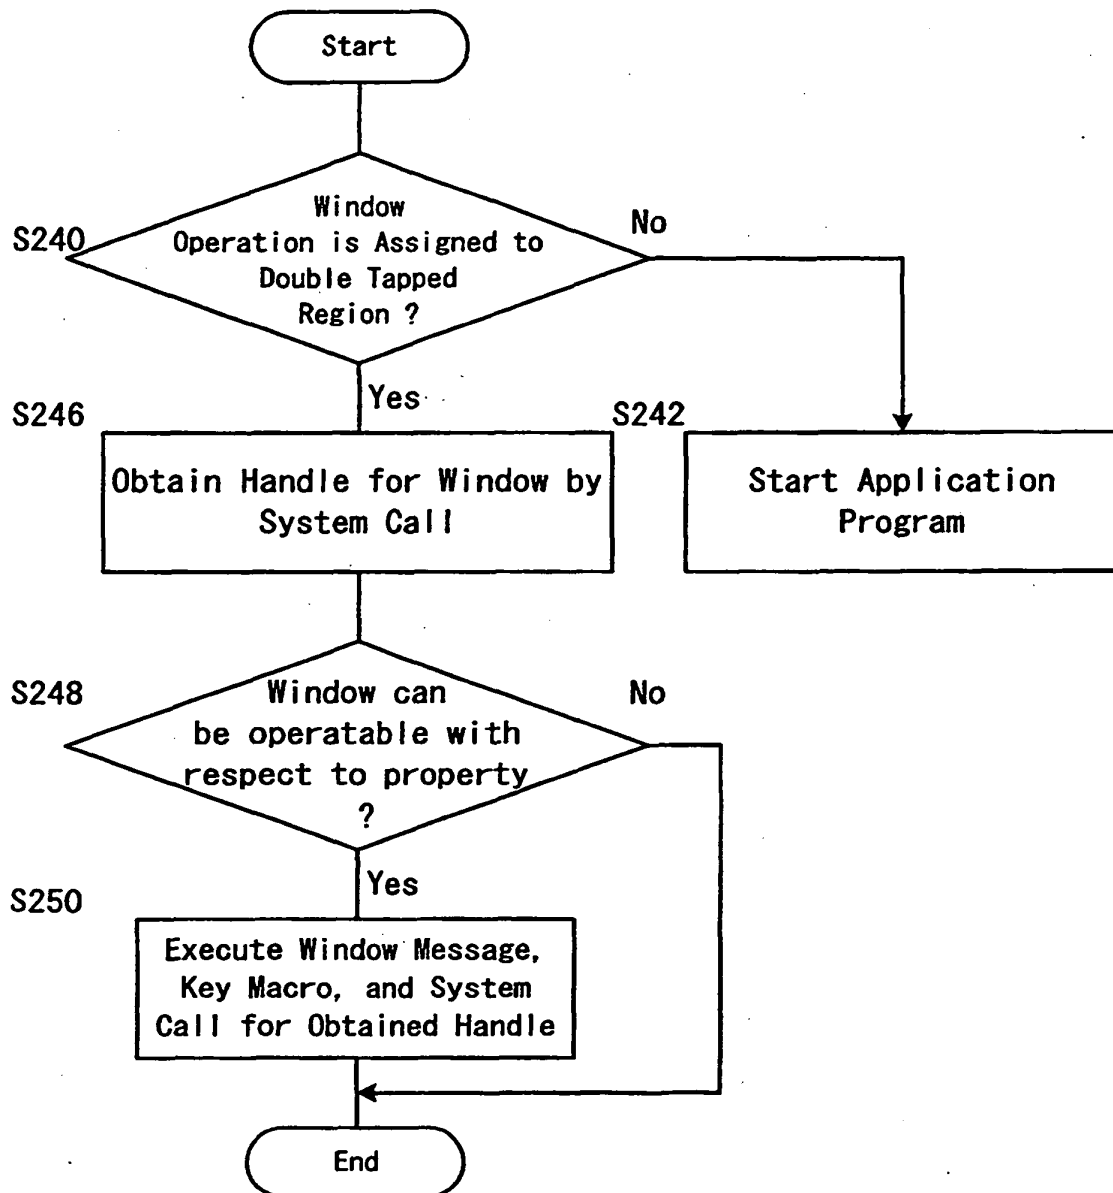 Start
Window
Operation is Assigned to
Double Tapped
Region ?
S240
No
Yes
S246
Obtain Handle for Window by
System Call
S242
Start Application
Program
S248
Window can
be operatable with
respect to property
?
No
Yes
S250
Execute Window Message,
Key Macro, and System
Call for Obtained Handle
End